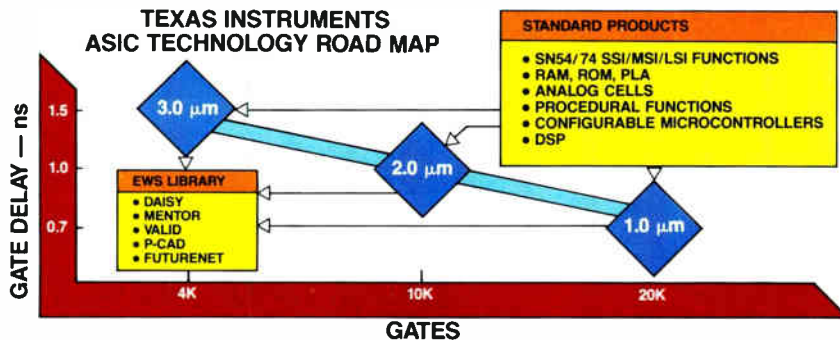 TEXAS INSTRUMENTS
ASIC TECHNOLOGY ROAD MAP
STANDARD PRODUCTS
• SN54/74 SSI/MSI/LSI FUNCTIONS
• RAM, ROM, PLA
• ANALOG CELLS
• PROCEDURAL FUNCTIONS
• CONFIGURABLE MICROCONTROLLERS
• DSP
GATE DELAY — ns
1.5
1.0
0.7
3.0 μm
2.0 μm
1.0 μm
EWS LIBRARY
• DAISY
• MENTOR
• VALID
• P-CAD
• FUTURENET
4K
10K
20K
GATES